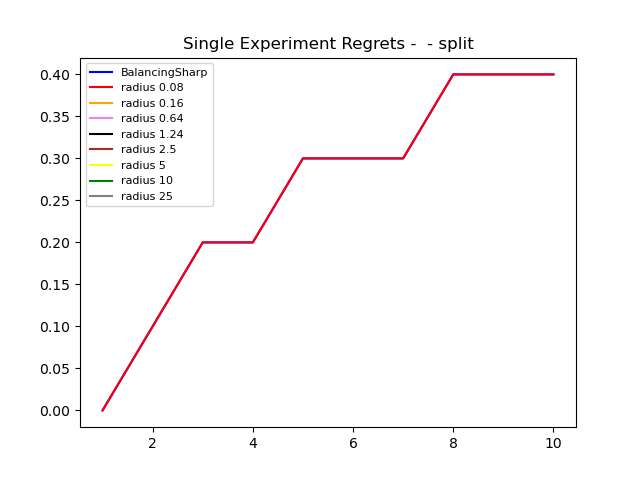 Single Experiment Regrets -  - split
BalancingSharp
radius 0.08
radius 0.16
radius 0.64
radius 1.24
radius 2.5
radius 5
radius 10
radius 25
0.40
0.35
0.30
0.25
0.20
0.15
0.10
0.05
0.00
2 4 6 8 10